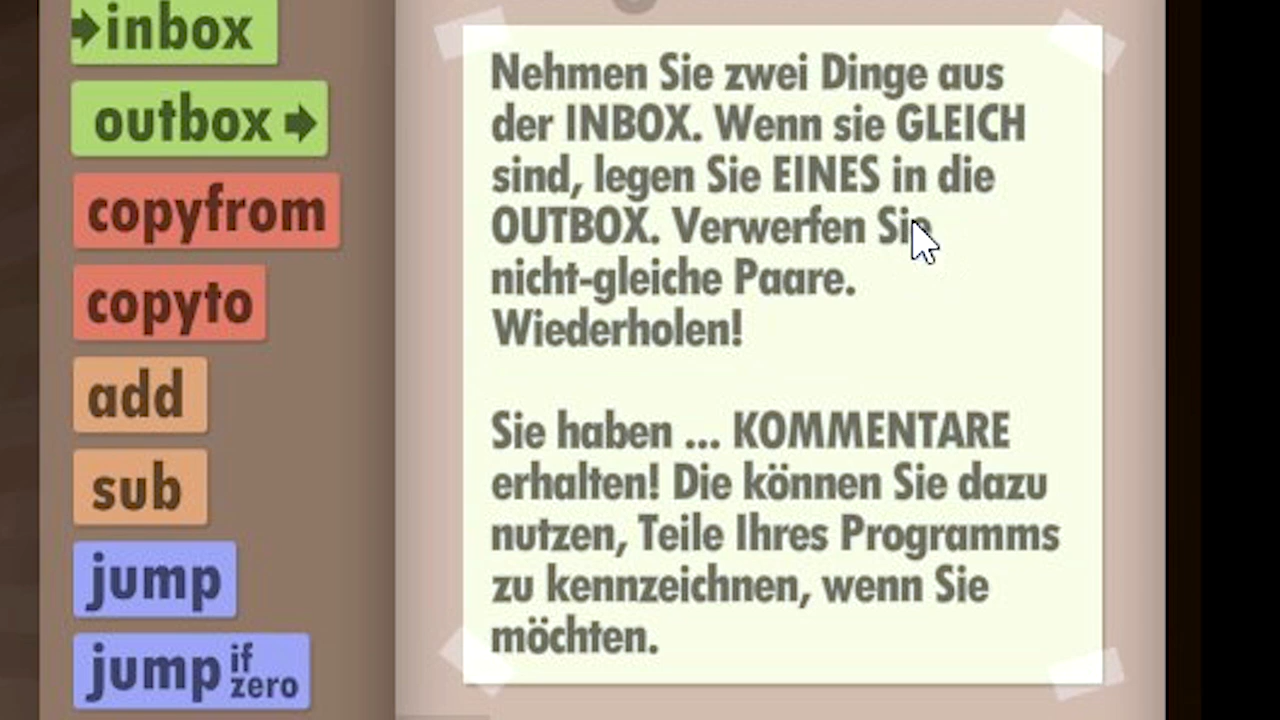 inbox
outbox
copyfrom
copyto
add
sub
jump
jump if zero
Nehmen Sie zwei Dinge aus
der INBOX. Wenn sie GLEICH
sind, legen Sie EINES in die
OUTBOX. Verwerfen Sie
nicht-gleiche Paare.
Wiederholen!
Sie haben ... KOMMENTARE
erhalten! Die können Sie dazu
nutzen, Teile Ihres Programms
zu kennzeichnen, wenn Sie
möchten.